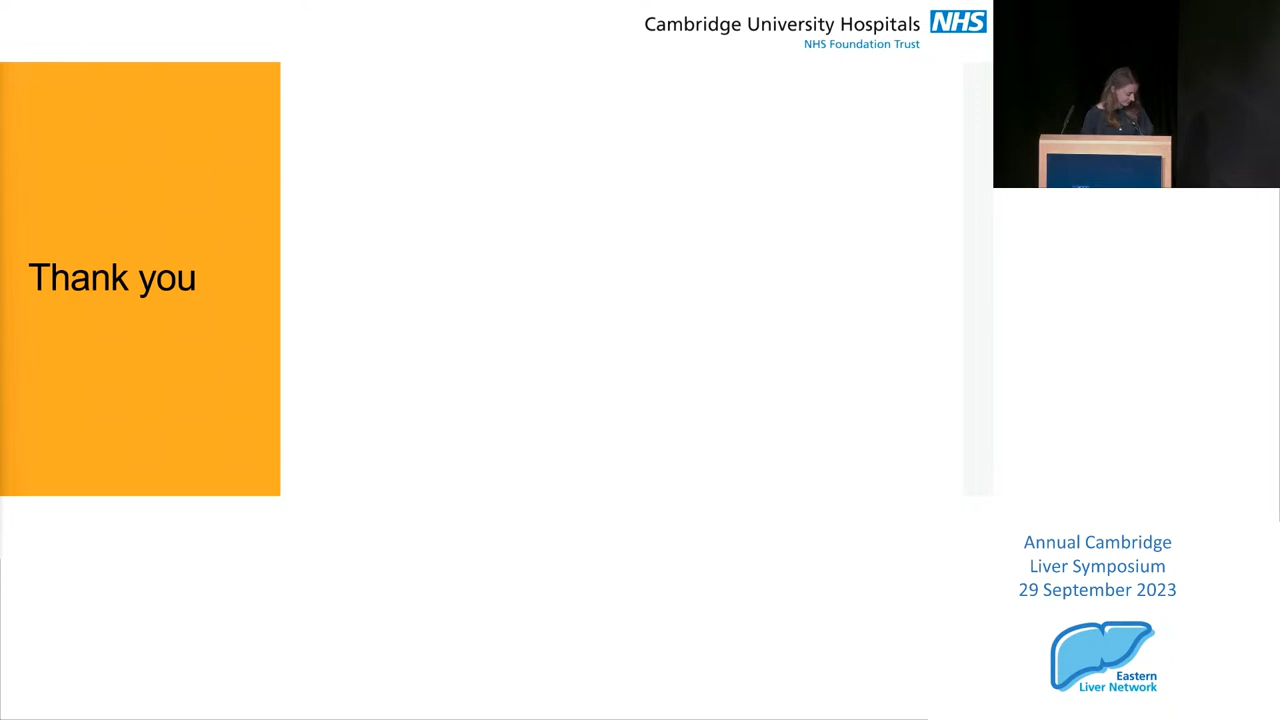 Cambridge University Hospitals NHS
NHS Foundation Trust
Thank you
Annual Cambridge
Liver Symposium
29 September 2023
Eastern
Liver Network